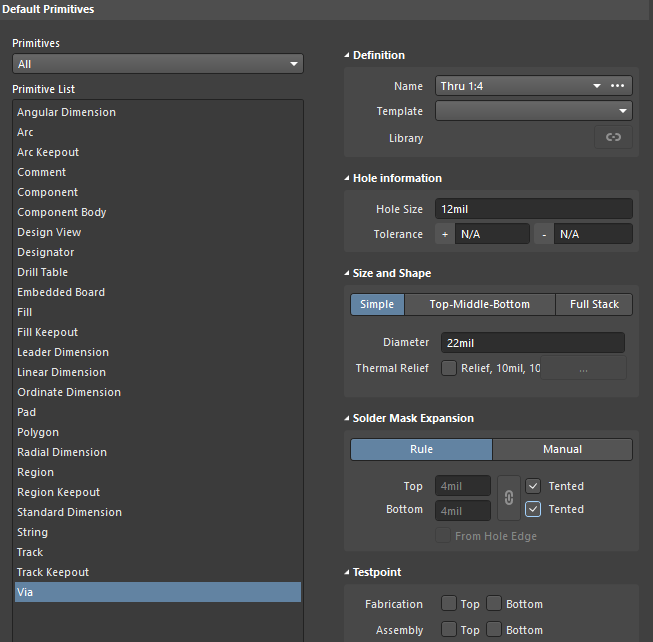 Default Primitives
Primitives
All
Primitive List
Angular Dimension
Arc
Arc Keepout
Comment
Component
Component Body
Design View
Designator
Drill Table
Embedded Board
Fill
Fill Keepout
Leader Dimension
Linear Dimension
Ordinate Dimension
Pad
Polygon
Radial Dimension
Region
Region Keepout
Standard Dimension
String
Track
Track Keepout
Via
Definition
Name Thru 1:4 •••
Template
Library
Hole information
Hole Size 12mil
Tolerance + N/A - N/A
Size and Shape
Simple Top-Middle-Bottom Full Stack
Diameter 22mil
Thermal Relief Relief, 10mil, 10 ...
Solder Mask Expansion
Rule Manual
Top 4mil Tented
Bottom 4mil Tented
From Hole Edge
Testpoint
Fabrication Top Bottom
Assembly Top Bottom